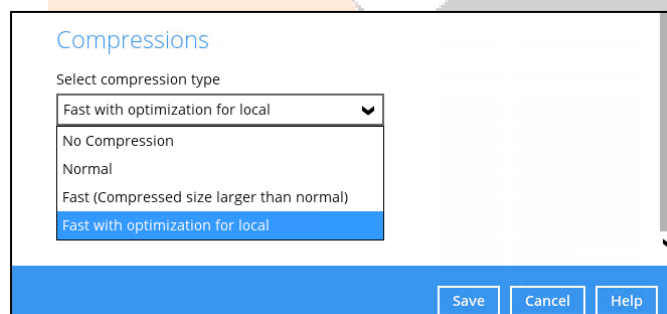 Compressions
Select compression type
Fast with optimization for local
No Compression
Normal
Fast (Compressed size larger than normal)
Fast with optimization for local
Save Cancel Help